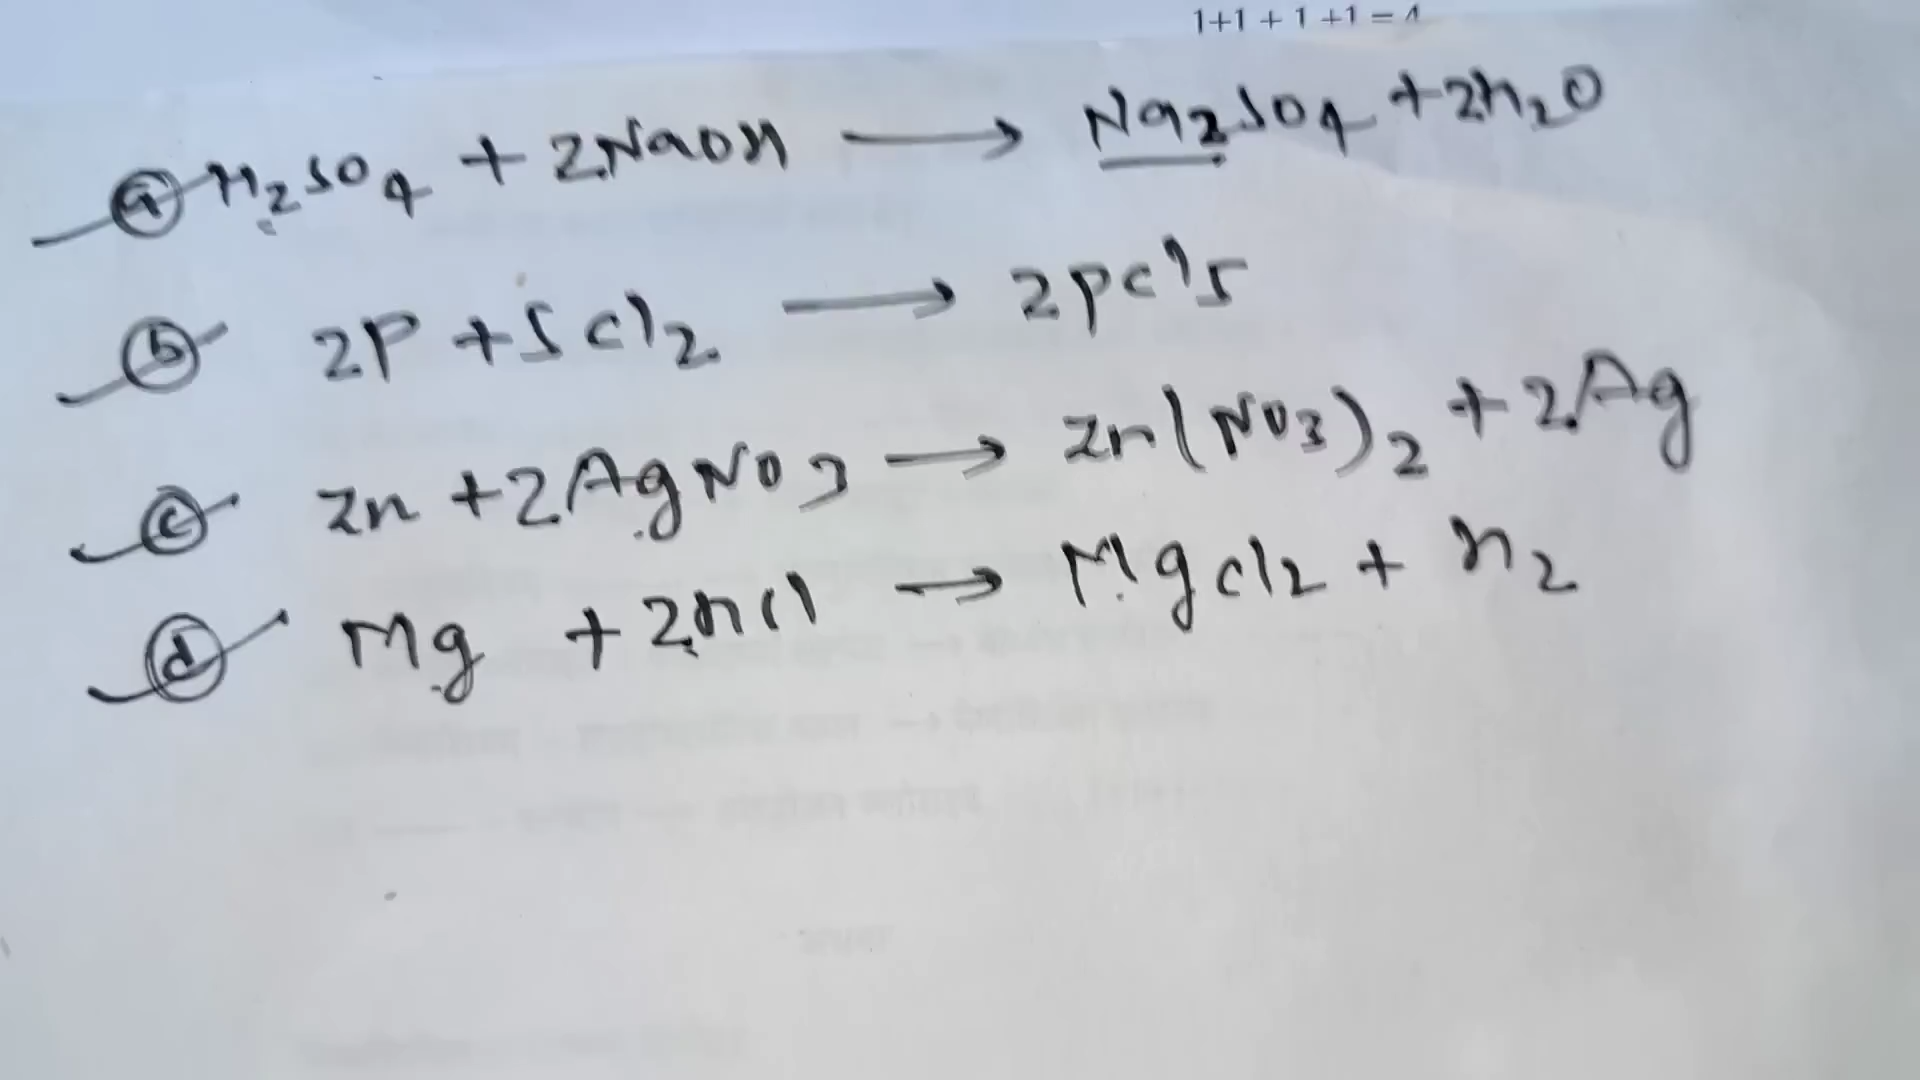 1+1 + 1 +1 = 4
(a) H₂SO₄ + 2NaOH → Na₂SO₄ + 2H₂O
(b) 2P + 5Cl₂ → 2PCl5
(c) Zn + 2AgNO3 → Zn(NO3)₂ + 2Ag
(d) Mg + 2HCl → MgCl₂ + H₂